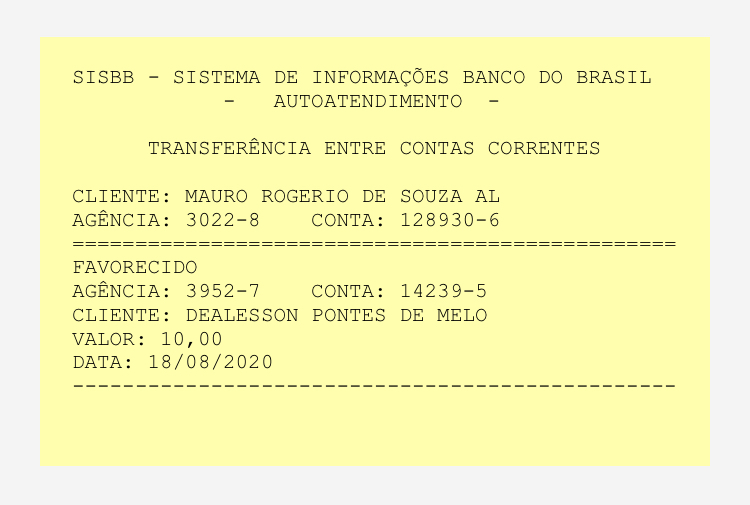 SISBB - SISTEMA DE INFORMAÇÕES BANCO DO BRASIL
- AUTOATENDIMENTO -
TRANSFERÊNCIA ENTRE CONTAS CORRENTES
CLIENTE: MAURO ROGERIO DE SOUZA AL
AGÊNCIA: 3022-8 CONTA: 128930-6
================================================
FAVORECIDO
AGÊNCIA: 3952-7 CONTA: 14239-5
CLIENTE: DEALESSON PONTES DE MELO
VALOR: 10,00
DATA: 18/08/2020
------------------------------------------------